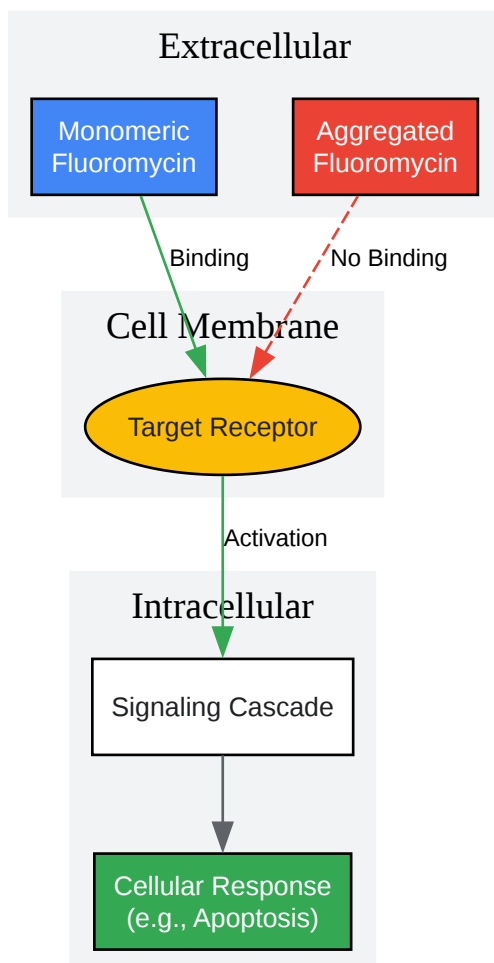 Extracellular
Monomeric
Fluoromycin
Aggregated
Fluoromycin
Binding
No Binding
Cell Membrane
Target Receptor
Activation
Intracellular
Signaling Cascade
Cellular Response
(e.g., Apoptosis)